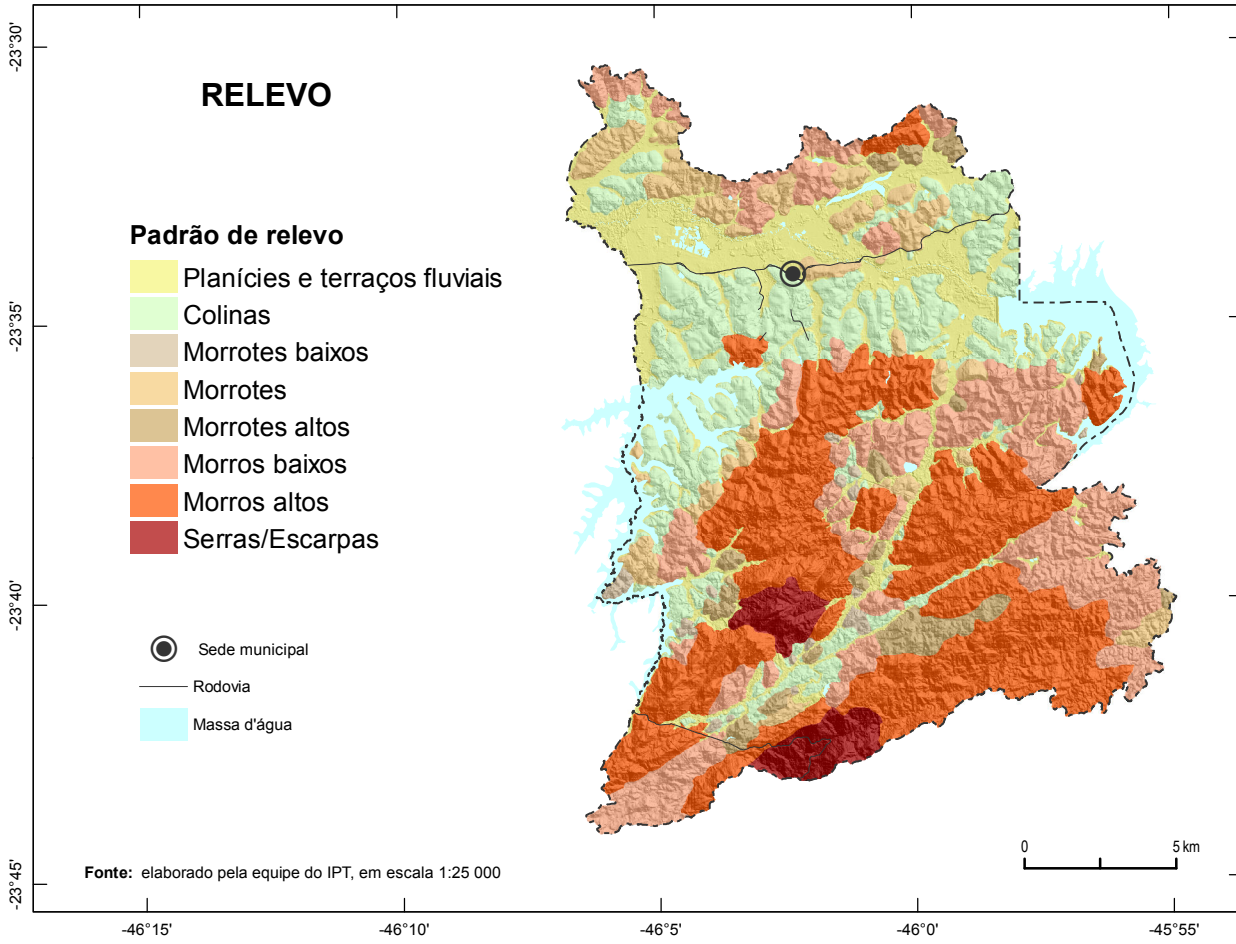 RELEVO
Padrão de relevo
Planícies e terraços fluviais
Colinas
Morrotes baixos
Morrotes
Morrotes altos
Morros baixos
Morros altos
Serras/Escarpas
Sede municipal
Rodovia
Massa d'água
Fonte: elaborado pela equipe do IPT, em escala 1:25 000
0 5 km
-23°30'
-23°35'
-23°40'
-23°45'
-46°15' -46°10' -46°5' -46°0' -45°55'